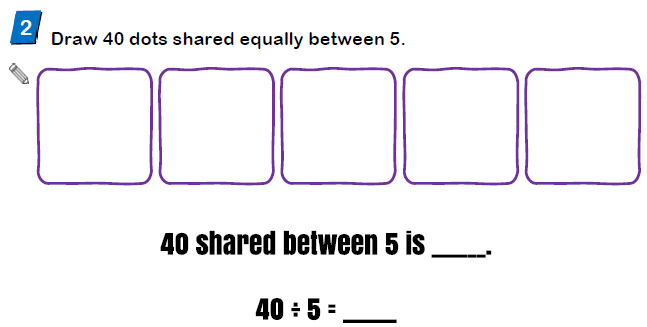 2
Draw 40 dots shared equally between 5.
40 shared between 5 is ____.
40 ÷ 5 = ____